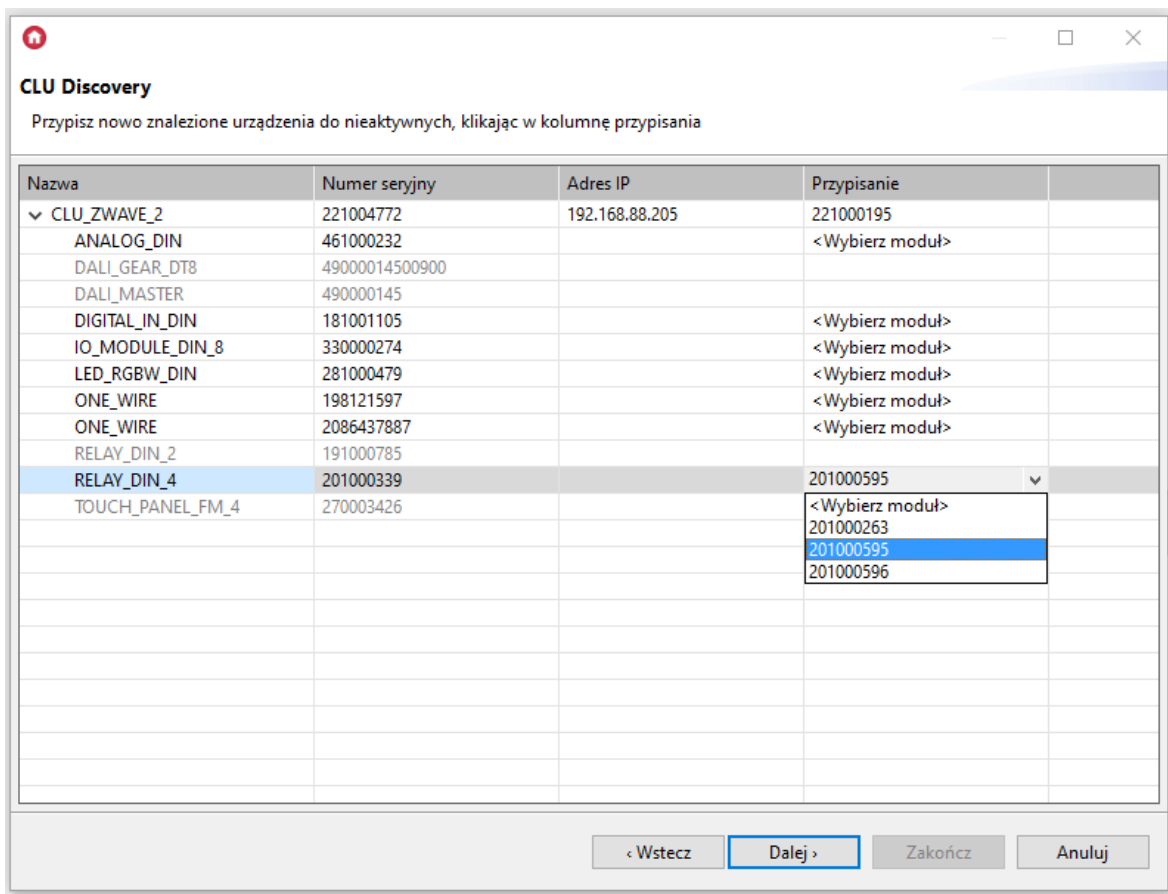 CLU Discovery
Przypisz nowo znalezione urządzenia do nieaktywnych, klikając w kolumnę przypisania
Nazwa Numer seryjny Adres IP Przypisanie
CLU_ZWAVE_2 221004772 192.168.88.205 221000195
ANALOG_DIN 461000232 <Wybierz moduł>
DALI_GEAR_DT8 49000014500900
DALI_MASTER 490000145
DIGITAL_IN_DIN 181001105 <Wybierz moduł>
IO_MODULE_DIN_8 330000274 <Wybierz moduł>
LED_RGBW_DIN 281000479 <Wybierz moduł>
ONE_WIRE 198121597 <Wybierz moduł>
ONE_WIRE 2086437887 <Wybierz moduł>
RELAY_DIN_2 191000785
RELAY_DIN_4 201000339 201000595
TOUCH_PANEL_FM_4 270003426 <Wybierz moduł>
201000263
201000595
201000596
‹ Wstecz Dalej › Zakończ Anuluj